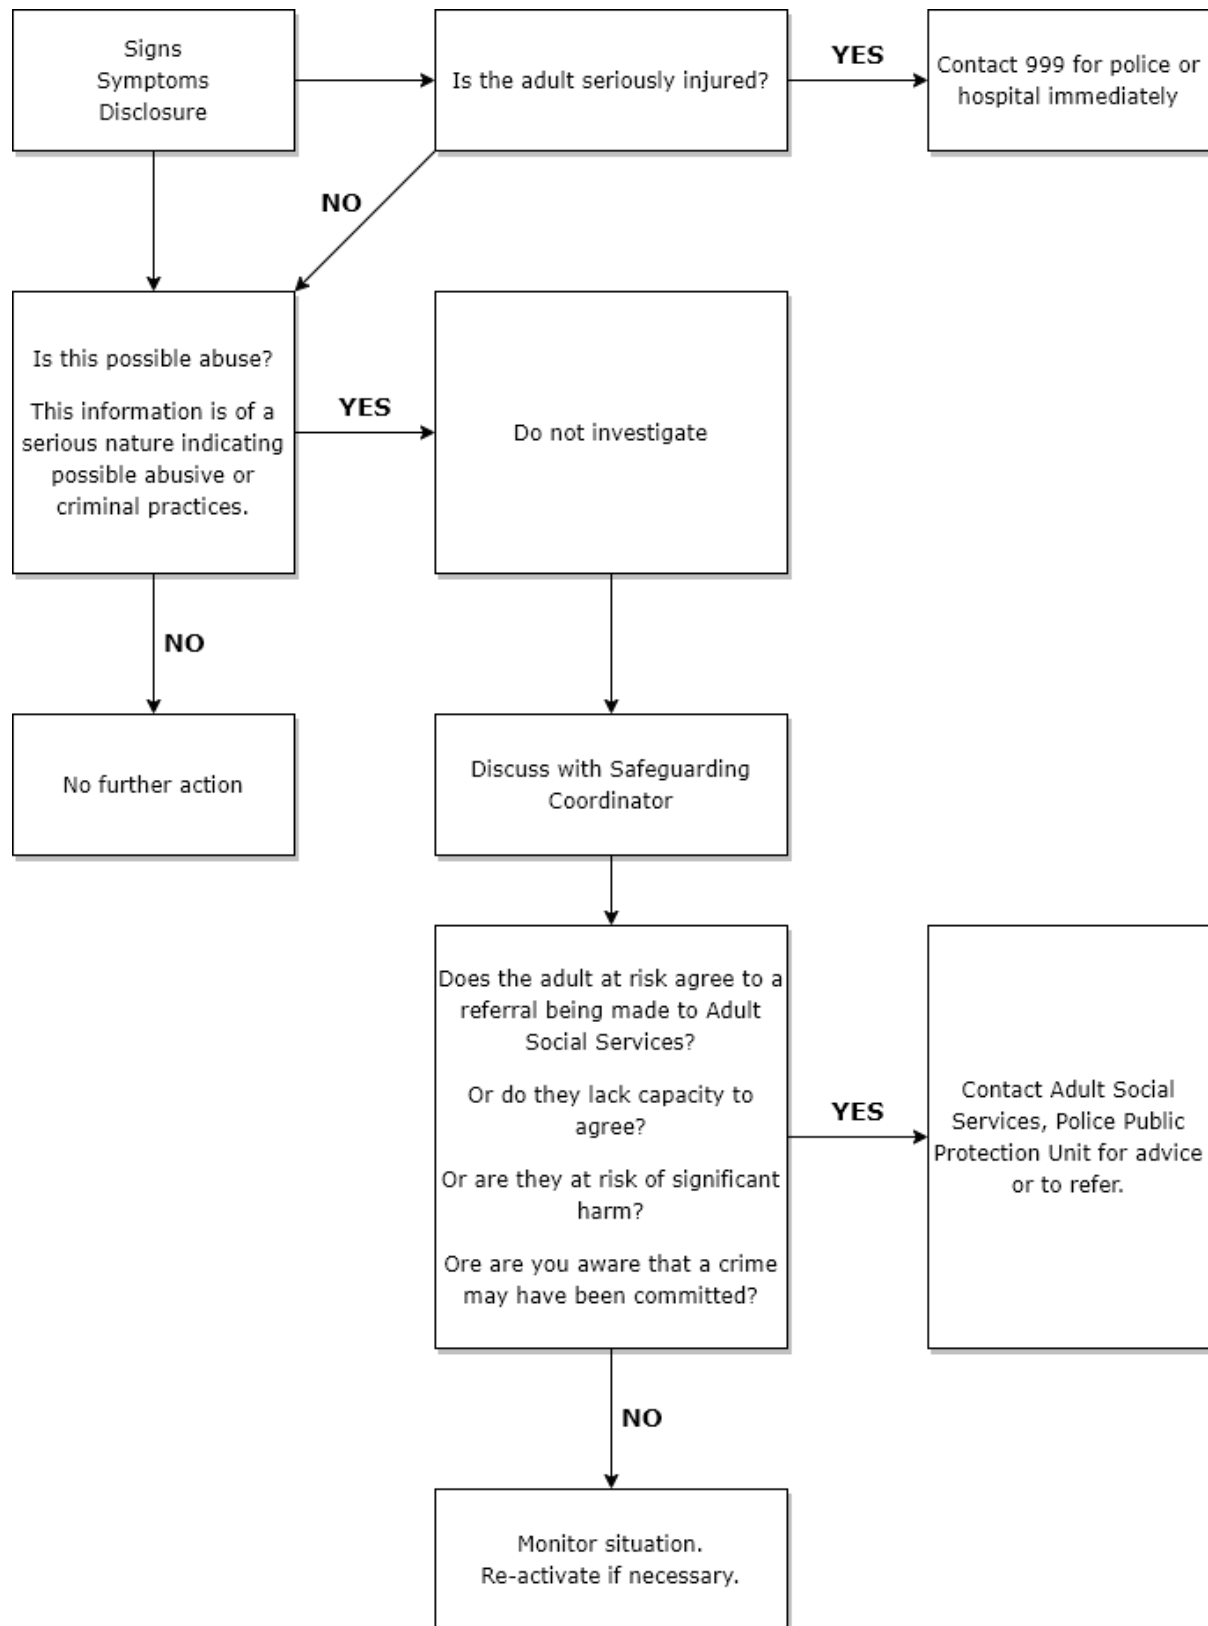 Signs
Symptoms
Disclosure
Is the adult seriously injured?
YES
Contact 999 for police or
hospital immediately
NO
Is this possible abuse?
This information is of a
serious nature indicating
possible abusive or
criminal practices.
YES
Do not investigate
NO
No further action
Discuss with Safeguarding
Coordinator
Does the adult at risk agree to a
referral being made to Adult
Social Services?
Or do they lack capacity to
agree?
Or are they at risk of significant
harm?
Ore are you aware that a crime
may have been committed?
YES
Contact Adult Social
Services, Police Public
Protection Unit for advice
or to refer.
NO
Monitor situation.
Re-activate if necessary.